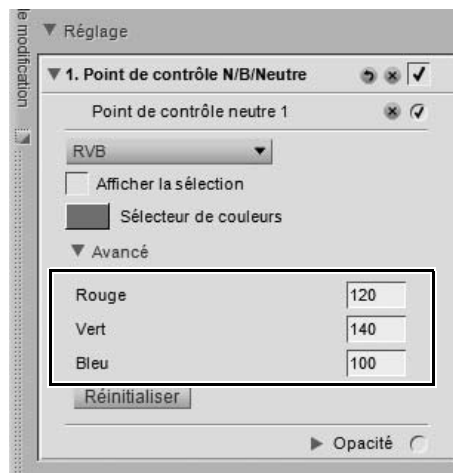 le modification
Réglage
1. Point de contrôle N/B/Neutre
Point de contrôle neutre 1
RVB
Afficher la sélection
Sélecteur de couleurs
Avancé
Rouge 120
Vert 140
Bleu 100
Réinitialiser
Opacité